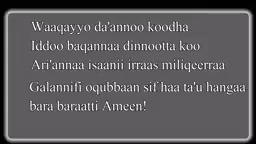 Waaqayyo da'annoo koodha
Iddoo baqannaa dinnootta koo
Ari'annaa isaanii irraas miliqeerraa
Galannifi oqubbaan sif haa ta'u hangaa
bara baraatti Ameen!